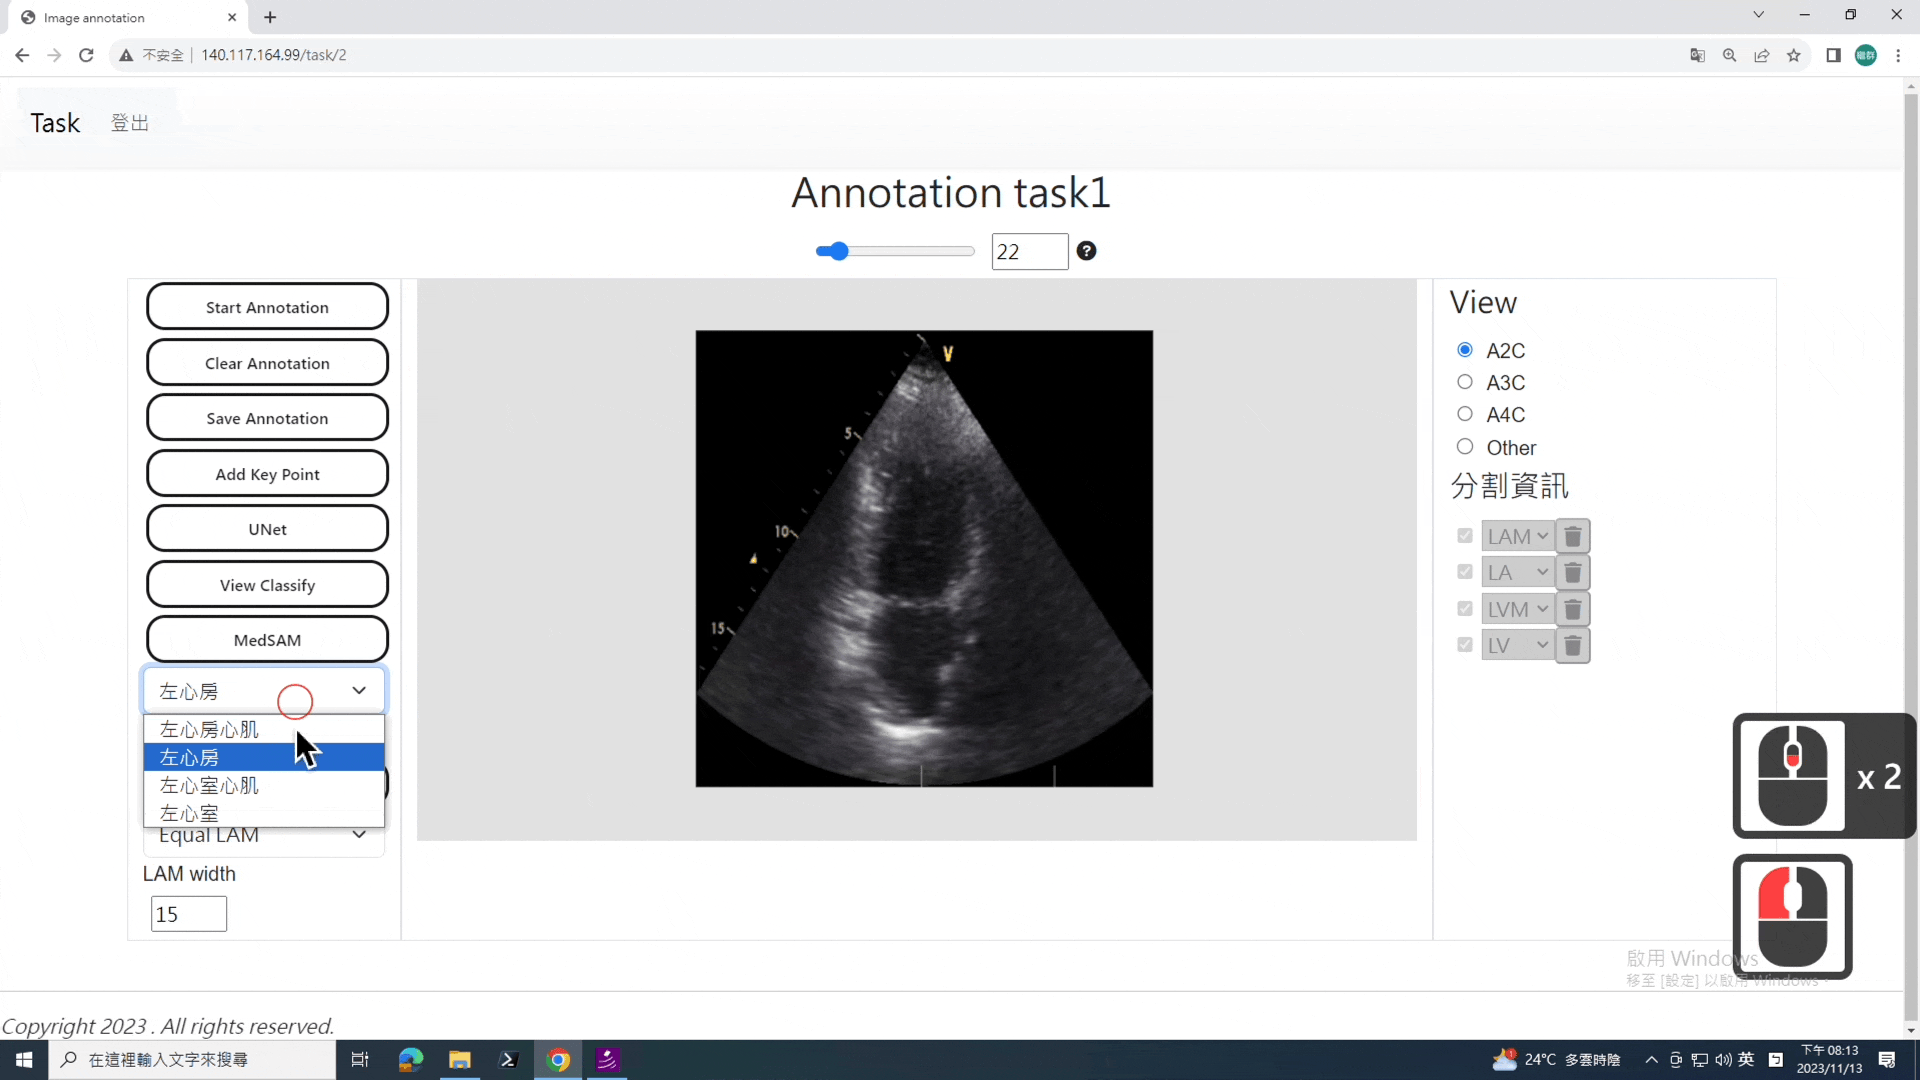 Image annotation
不安全 140.117.164.99/task/2
Task 登出
Annotation task1
22
Start Annotation
Clear Annotation
Save Annotation
Add Key Point
UNet
View Classify
MedSAM
左心房
左心房心肌
左心房
左心室心肌
左心室
Equal LAM
LAM width
15
V
5
10
15
View
A2C
A3C
A4C
Other
分割資訊
LAM
LA
LVM
LV
x 2
啟用 Windows
移至 [設定] 以啟用 Windows。
Copyright 2023 . All rights reserved.
在這裡輸入文字來搜尋
24°C 多雲時陰
英
下午 08:13
2023/11/13